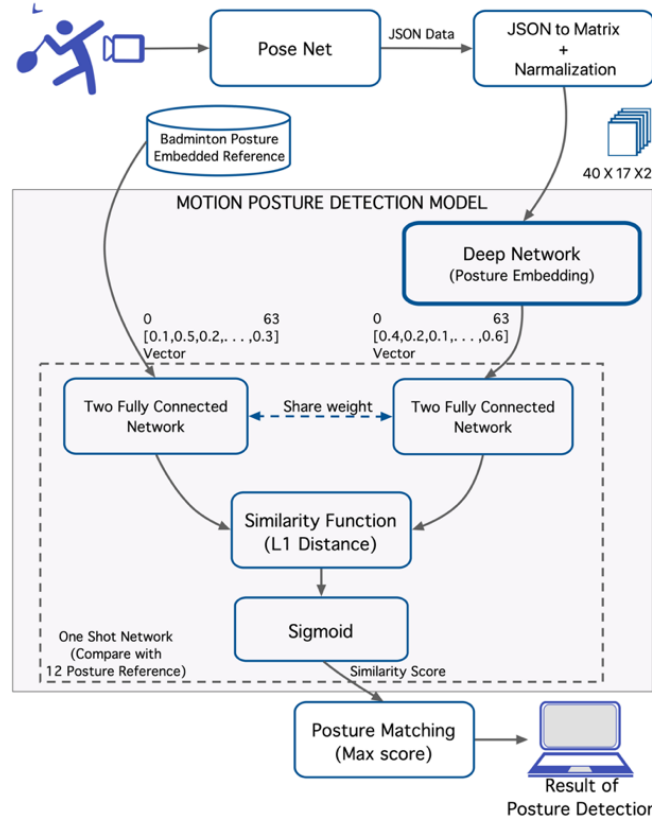 Pose Net
JSON Data
JSON to Matrix
+
Narmalization
Badminton Posture
Embedded Reference
40 X 17 X2
MOTION POSTURE DETECTION MODEL
Deep Network
(Posture Embedding)
0 63
[0.1,0.5,0.2,. . . ,0.3]
Vector
0 63
[0.4,0.2,0.1,. . . ,0.6]
Vector
Two Fully Connected
Network
Share weight
Two Fully Connected
Network
Similarity Function
(L1 Distance)
Sigmoid
One Shot Network
(Compare with
12 Posture Reference)
Similarity Score
Posture Matching
(Max score)
Result of
Posture Detection